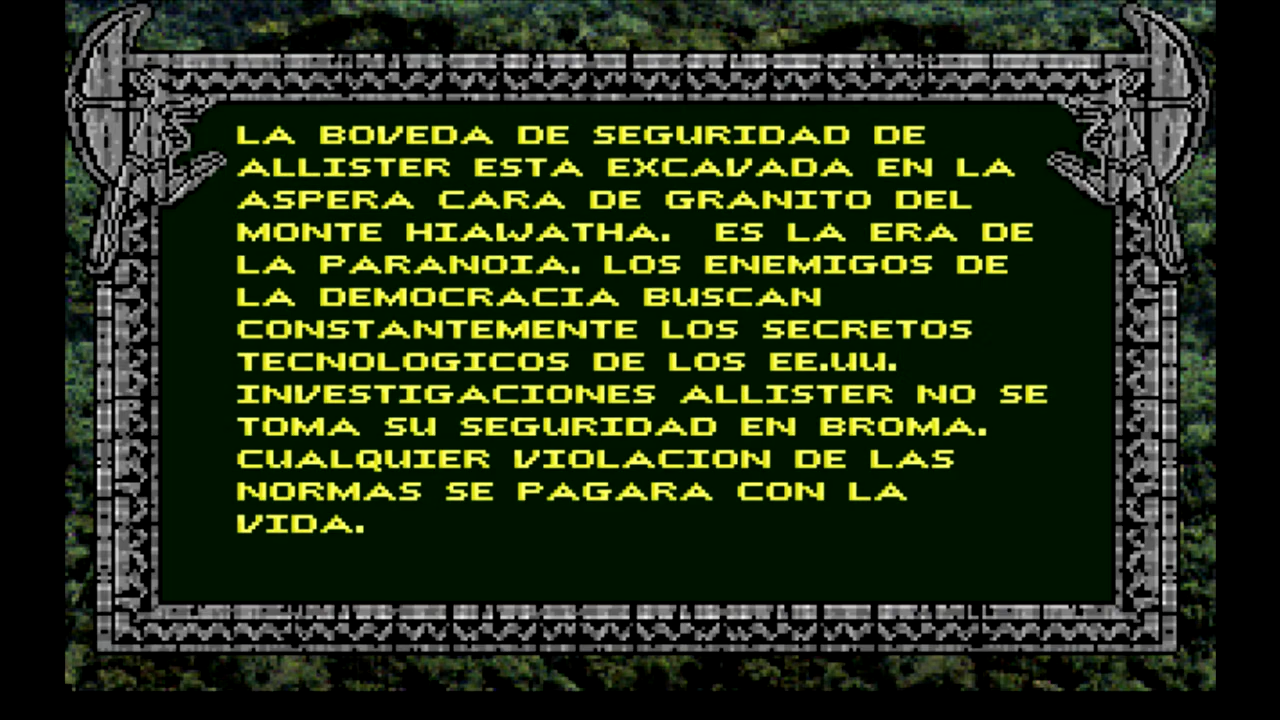 LA BOVEDA DE SEGURIDAD DE
ALLISTER ESTA EXCAVADA EN LA
ASPERA CARA DE GRANITO DEL
MONTE HIAWATHA.  ES LA ERA DE
LA PARANOIA. LOS ENEMIGOS DE
LA DEMOCRACIA BUSCAN
CONSTANTEMENTE LOS SECRETOS
TECNOLOGICOS DE LOS EE.UU.
INVESTIGACIONES ALLISTER NO SE
TOMA SU SEGURIDAD EN BROMA.
CUALQUIER VIOLACION DE LAS
NORMAS SE PAGARA CON LA
VIDA.